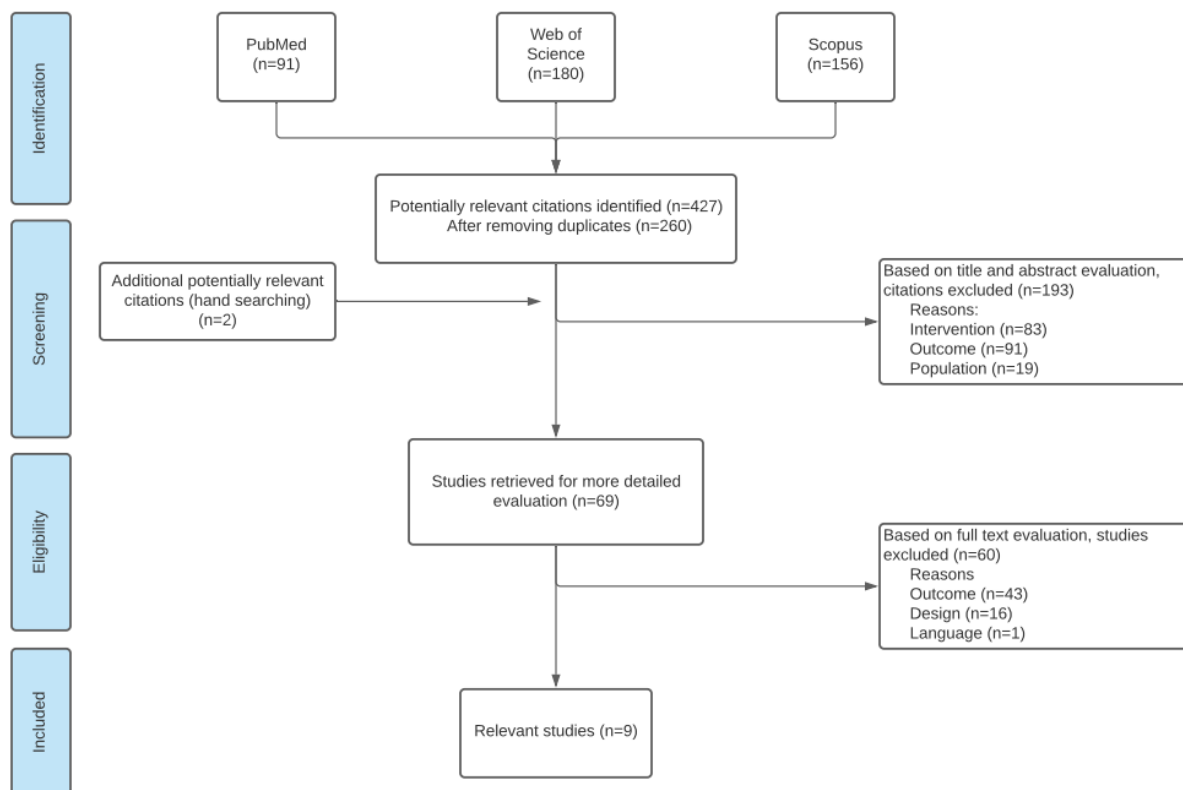 Identification
PubMed
(n=91)
Web of
Science
(n=180)
Scopus
(n=156)
Potentially relevant citations identified (n=427)
After removing duplicates (n=260)
Screening
Additional potentially relevant
citations (hand searching)
(n=2)
Based on title and abstract evaluation,
citations excluded (n=193)
Reasons:
Intervention (n=83)
Outcome (n=91)
Population (n=19)
Eligibility
Studies retrieved for more detailed
evaluation (n=69)
Based on full text evaluation, studies
excluded (n=60)
Reasons
Outcome (n=43)
Design (n=16)
Language (n=1)
Included
Relevant studies (n=9)